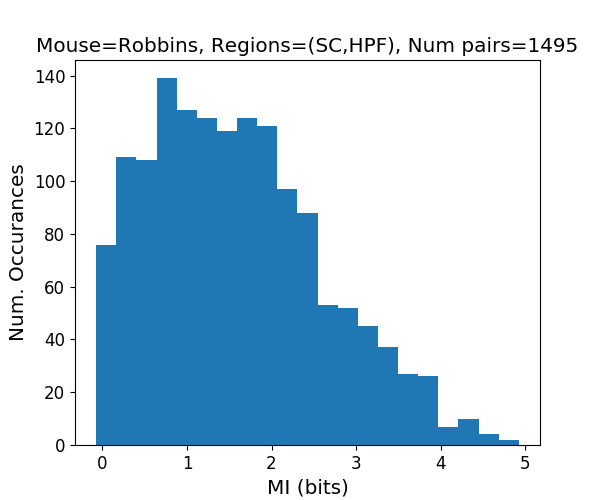 Mouse=Robbins, Regions=(SC,HPF), Num pairs=1495
140
120
100
80
60
40
20
0
Num. Occurances
0 1 2 3 4 5
MI (bits)